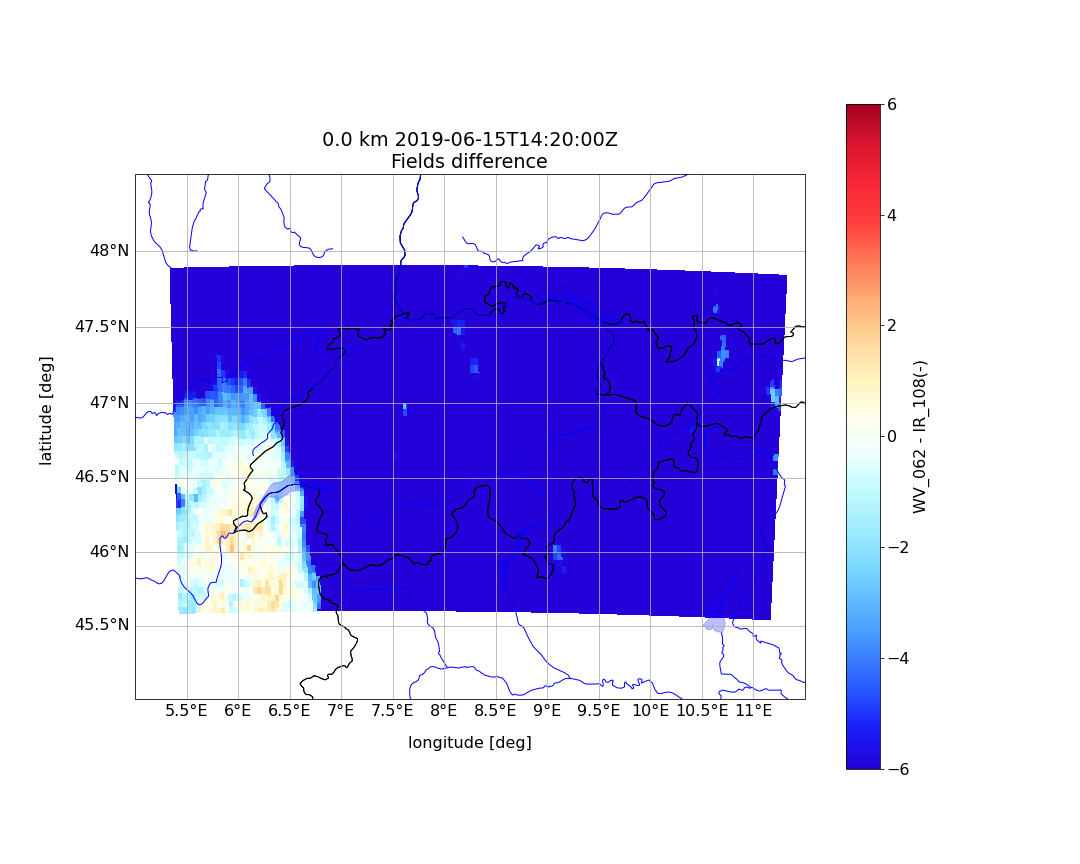 0.0 km 2019-06-15T14:20:00Z
Fields difference
48°N
47.5°N
47°N
46.5°N
46°N
45.5°N
latitude [deg]
5.5°E 6°E 6.5°E 7°E 7.5°E 8°E 8.5°E 9°E 9.5°E 10°E 10.5°E 11°E
longitude [deg]
6
4
2
0
−2
−4
−6
WV_062 - IR_108(-)